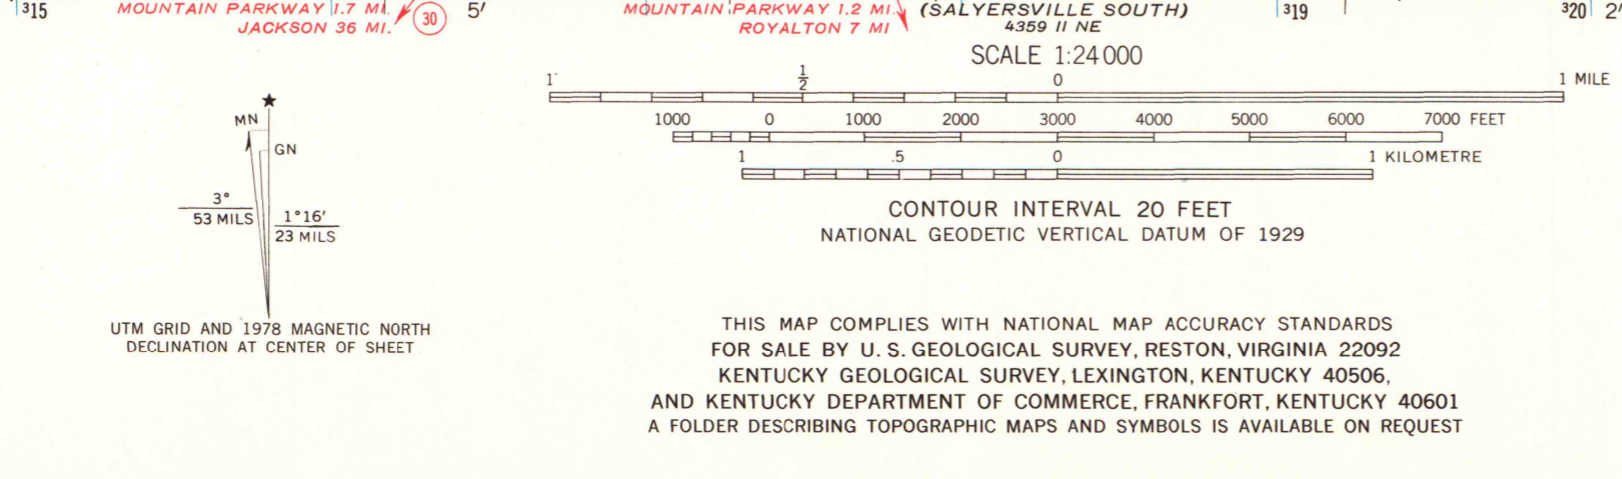 ³15
MOUNTAIN PARKWAY 1.7 MI.
JACKSON 36 MI.
30
5′
MOUNTAIN PARKWAY 1.2 MI.
ROYALTON 7 MI
(SALYERSVILLE SOUTH)
4359 II NE
³19
³20
2′
SCALE 1:24 000
1 1/2 0 1 MILE
1000 0 1000 2000 3000 4000 5000 6000 7000 FEET
1 .5 0 1 KILOMETRE
CONTOUR INTERVAL 20 FEET
NATIONAL GEODETIC VERTICAL DATUM OF 1929
MN
GN
3°
53 MILS
1°16′
23 MILS
UTM GRID AND 1978 MAGNETIC NORTH
DECLINATION AT CENTER OF SHEET
THIS MAP COMPLIES WITH NATIONAL MAP ACCURACY STANDARDS
FOR SALE BY U. S. GEOLOGICAL SURVEY, RESTON, VIRGINIA 22092
KENTUCKY GEOLOGICAL SURVEY, LEXINGTON, KENTUCKY 40506,
AND KENTUCKY DEPARTMENT OF COMMERCE, FRANKFORT, KENTUCKY 40601
A FOLDER DESCRIBING TOPOGRAPHIC MAPS AND SYMBOLS IS AVAILABLE ON REQUEST